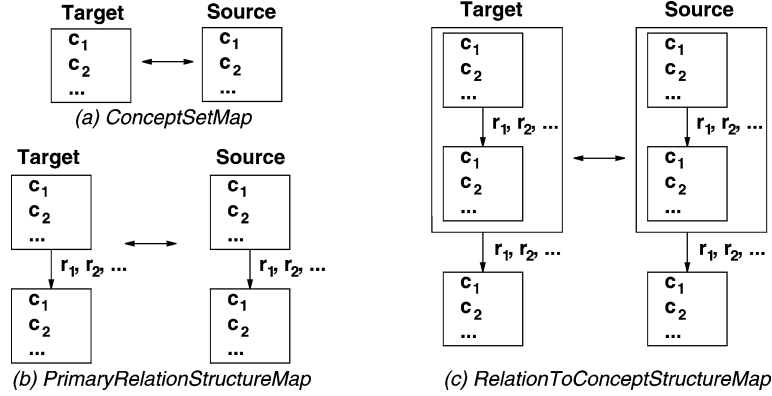 Target Source
c1 c1
c2 c2
... ...
(a) ConceptSetMap
Target Source
c1 c1
c2 c2
... ...
r1, r2, ... r1, r2, ...
c1 c1
c2 c2
... ...
(b) PrimaryRelationStructureMap
Target Source
c1 c1
c2 c2
... ...
r1, r2, ... r1, r2, ...
c1 c1
c2 c2
... ...
r1, r2, ... r1, r2, ...
c1 c1
c2 c2
... ...
(c) RelationToConceptStructureMap